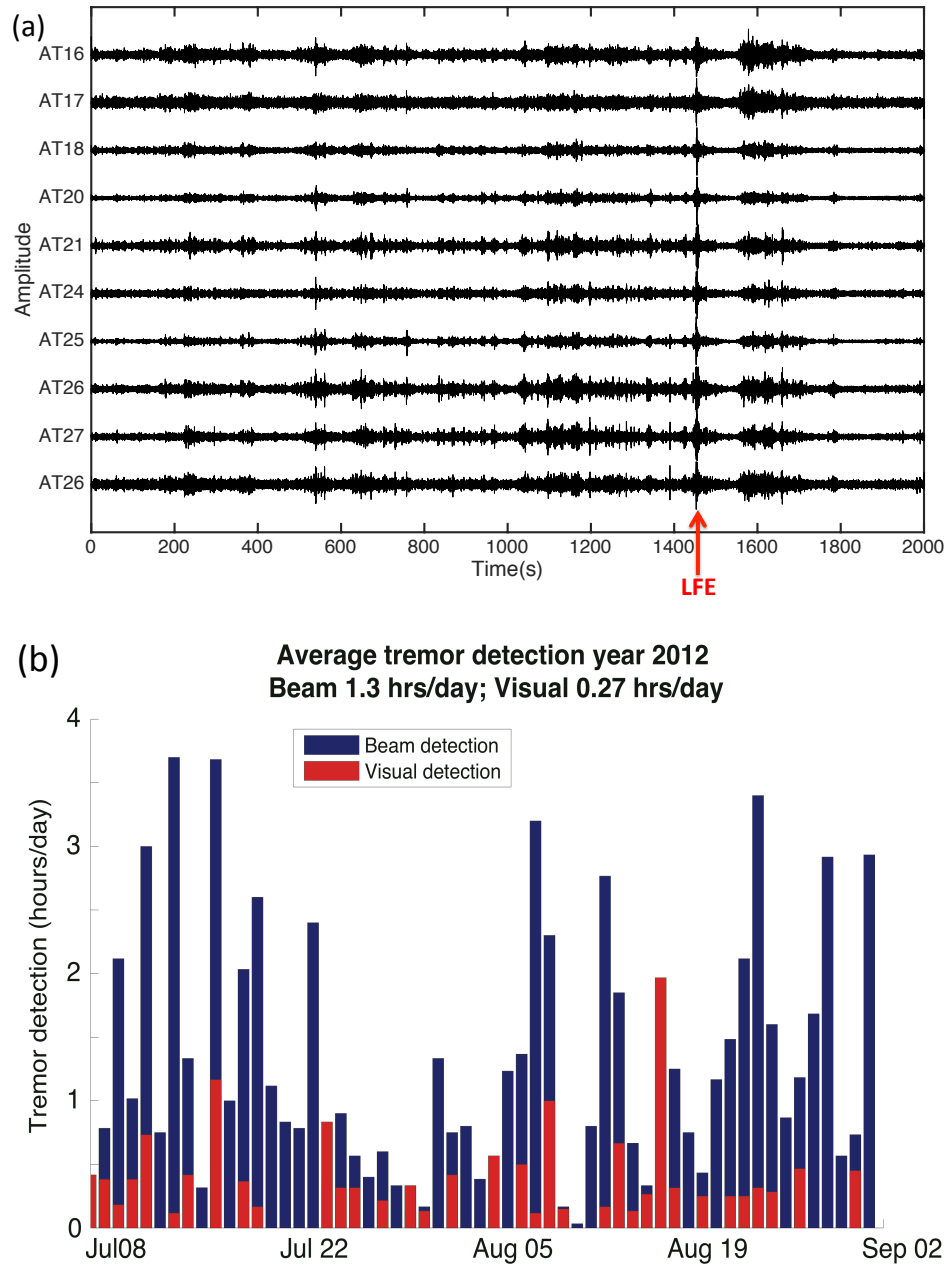 (a)
AT16
AT17
AT18
AT20
AT21
AT24
AT25
AT26
AT27
AT26
Amplitude
0 200 400 600 800 1000 1200 1400 1600 1800 2000
Time(s)
LFE
(b)
Average tremor detection year 2012
Beam 1.3 hrs/day; Visual 0.27 hrs/day
Beam detection
Visual detection
Tremor detection (hours/day)
4
3
2
1
0
Jul08 Jul 22 Aug 05 Aug 19 Sep 02